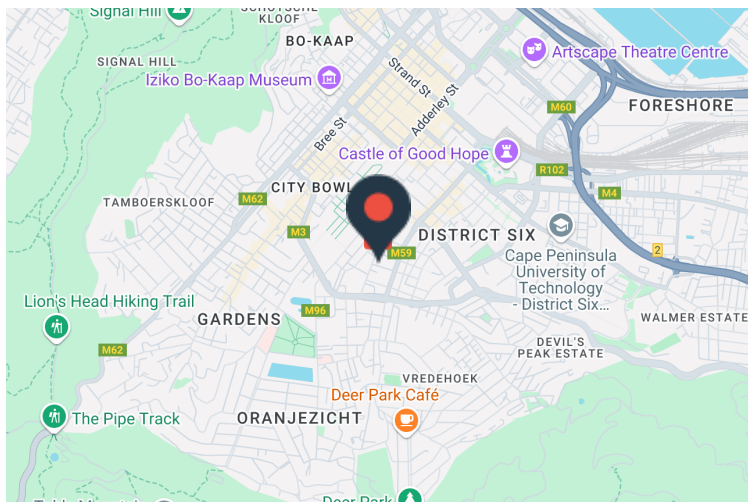 Signal Hill
SCHOTSCHE
KLOOF
BO-KAAP
SIGNAL HILL
Artscape Theatre Centre
Iziko Bo-Kaap Museum
Strand St
Adderley St
M60
FORESHORE
Bree St
Castle of Good Hope
R102
M4
CITY BOWL
M62
TAMBOERSKLOOF
M3
DISTRICT SIX
M59
2
Cape Peninsula
University of
Technology
- District Six...
Lion's Head Hiking Trail
M96
GARDENS
WALMER ESTATE
M62
DEVIL'S
PEAK ESTATE
VREDEHOEK
Deer Park Café
The Pipe Track
ORANJEZICHT
Deer Park